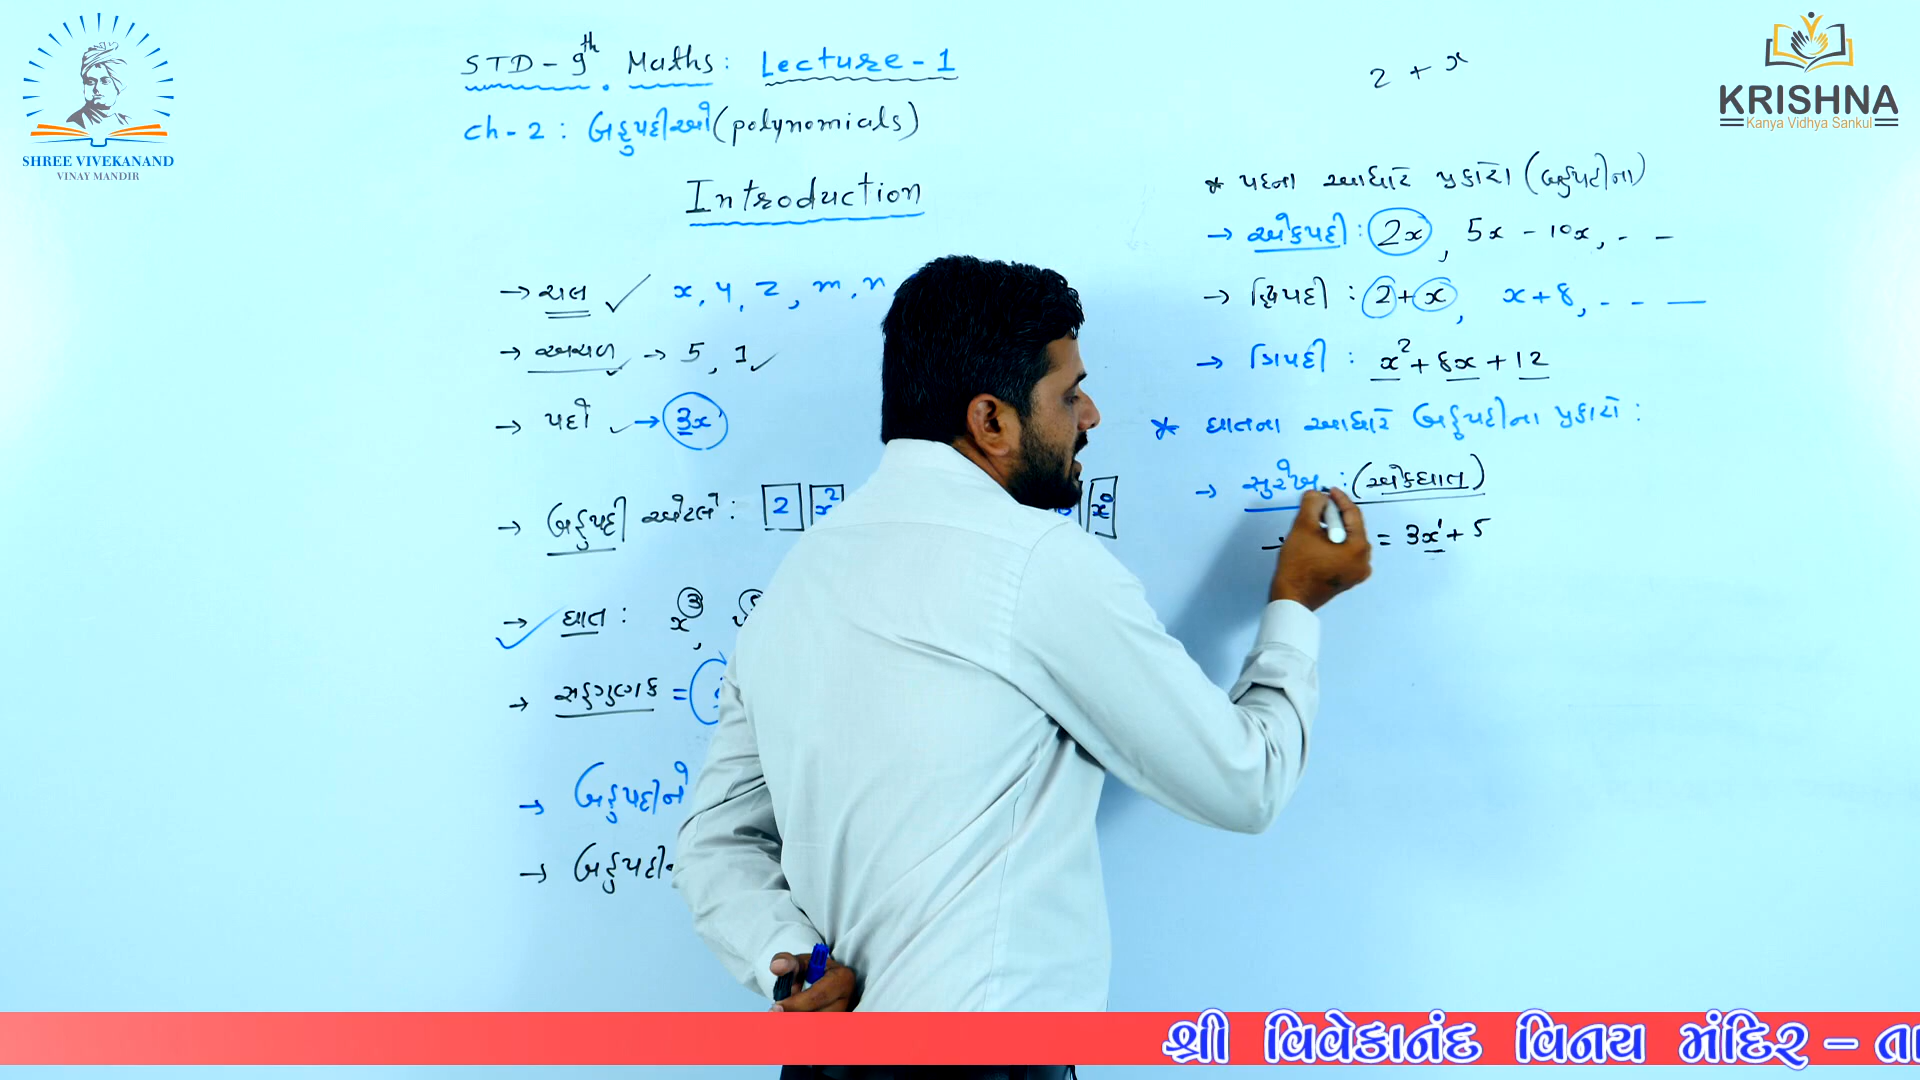 SHREE VIVEKANAND
VINAY MANDIR
KRISHNA
Kanya Vidhya Sankul
STD - 9th Maths: Lecture - 1
Ch - 2 : બહુપદીઓ (polynomials)
Introduction
→ ચલ ✓ x, y, z, m, n
→ અચળ → 5, 1 ✓
→ પદો → 3x¹
→ બહુપદી એટલે : 2 x²
x⁰
→ ઘાત : x³,
→ સહગુણક =
→ બહુપદીનો
→ બહુપદીન
2 + x
* પદના આધારે પ્રકારો (બહુપદીના)
→ એકપદી : 2x, 5x - 10x, - -
→ દ્વિપદી : 2 + x, x + 8, - - —
→ ત્રિપદી : x² + 8x + 12
* ઘાતના આધારે બહુપદીના પ્રકારો :
→ સુરેખ : (એકઘાત)
= 3x¹ + 5
શ્રી વિવેકાનંદ વિનય મંદિર – તા